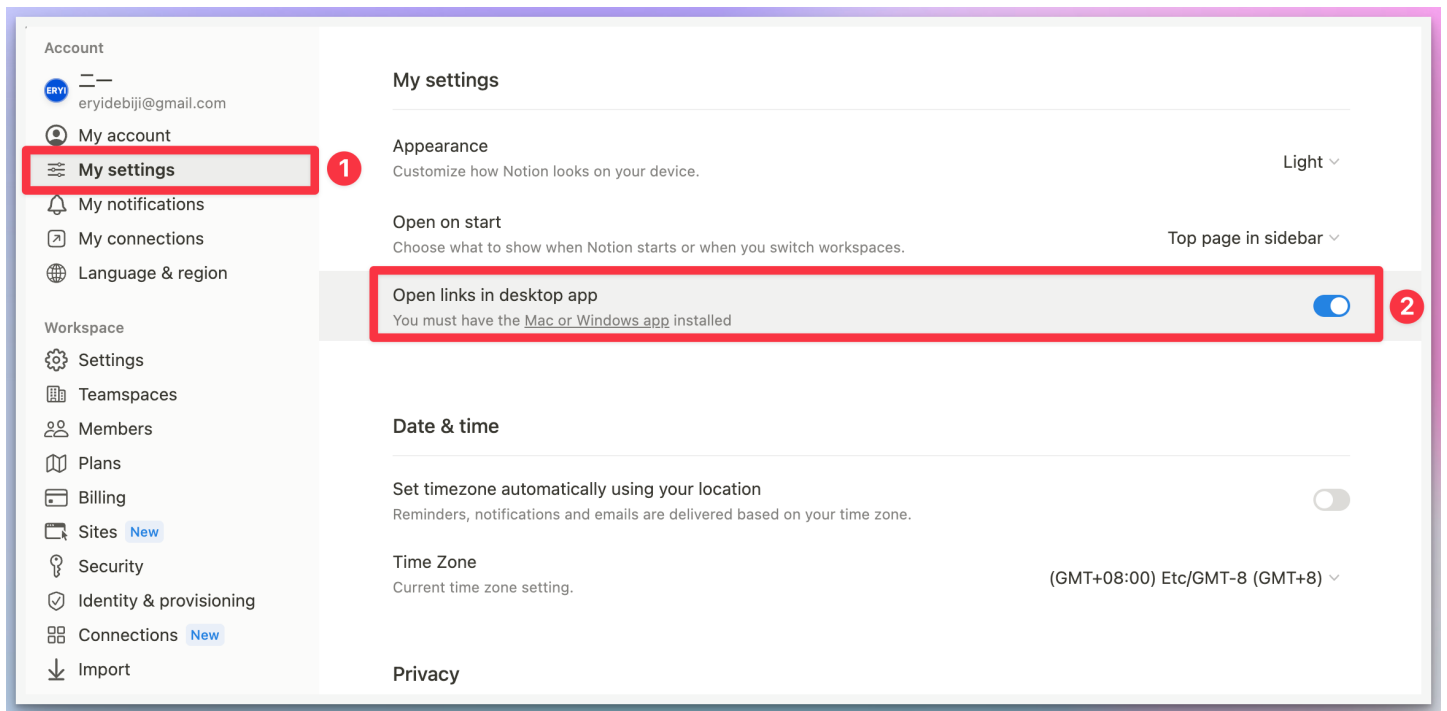 Account
ERYI
二一
eryidebiji@gmail.com
My account
My settings
1
My notifications
My connections
Language & region
Workspace
Settings
Teamspaces
Members
Plans
Billing
Sites New
Security
Identity & provisioning
Connections New
Import
My settings
Appearance
Customize how Notion looks on your device.
Light
Open on start
Choose what to show when Notion starts or when you switch workspaces.
Top page in sidebar
Open links in desktop app
You must have the Mac or Windows app installed
2
Date & time
Set timezone automatically using your location
Reminders, notifications and emails are delivered based on your time zone.
Time Zone
Current time zone setting.
(GMT+08:00) Etc/GMT-8 (GMT+8)
Privacy